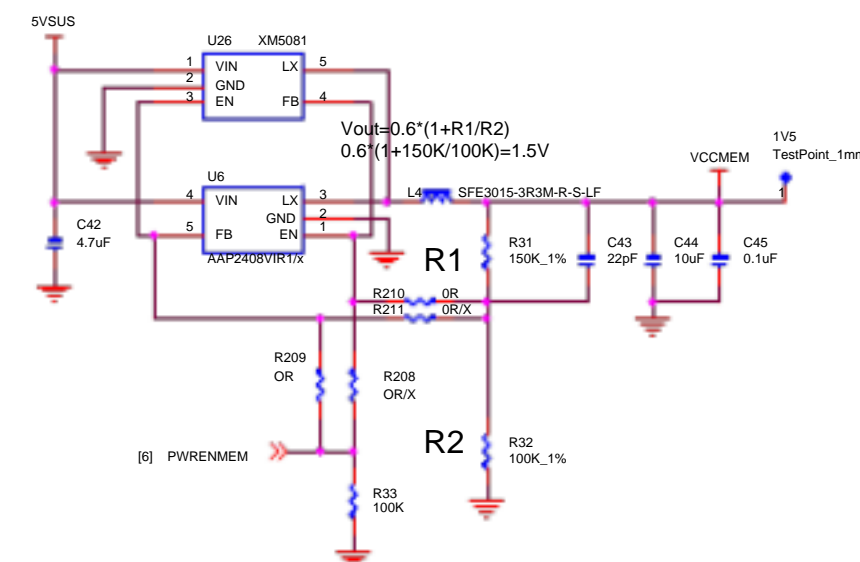 5VSUS
U26 XM5081
1 VIN LX 5
2 GND
3 EN FB 4
Vout=0.6*(1+R1/R2)
0.6*(1+150K/100K)=1.5V
1V5
TestPoint_1mm
VCCMEM
1
U6
L4 SFE3015-3R3M-R-S-LF
4 VIN LX 3
GND 2
5 FB EN 1
AAP2408VIR1/x
C42
4.7uF
R1
R31
150K_1%
C43
22pF
C44
10uF
C45
0.1uF
R210 0R
R211 0R/X
R209
OR
R208
OR/X
R2
R32
100K_1%
[6] PWRENMEM
R33
100K